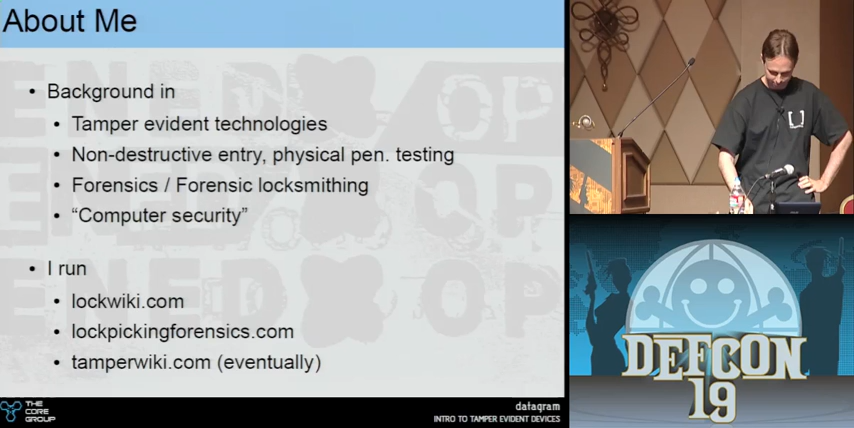 About Me
• Background in
• Tamper evident technologies
• Non-destructive entry, physical pen. testing
• Forensics / Forensic locksmithing
• “Computer security”
• I run
• lockwiki.com
• lockpickingforensics.com
• tamperwiki.com (eventually)
THE
CORE
GROUP
datagram
INTRO TO TAMPER EVIDENT DEVICES
DEFCON
19